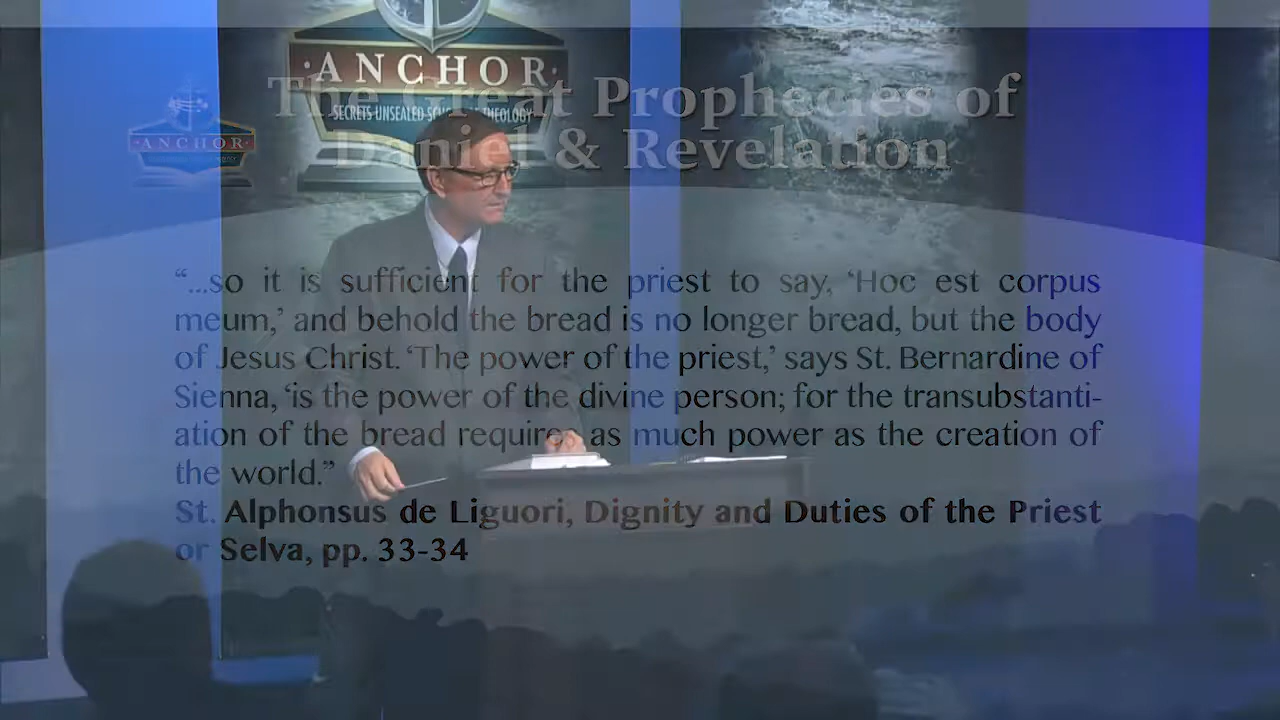 ANCHOR
SECRETS UNSEALED SCHOOL OF THEOLOGY
The Great Prophecies of
Daniel & Revelation
ANCHOR
“...so it is sufficient for the priest to say, ‘Hoc est corpus
meum,’ and behold the bread is no longer bread, but the body
of Jesus Christ. ‘The power of the priest,’ says St. Bernardine of
Sienna, ‘is the power of the divine person; for the transubstanti-
ation of the bread requires as much power as the creation of
the world.”
St. Alphonsus de Liguori, Dignity and Duties of the Priest
or Selva, pp. 33-34